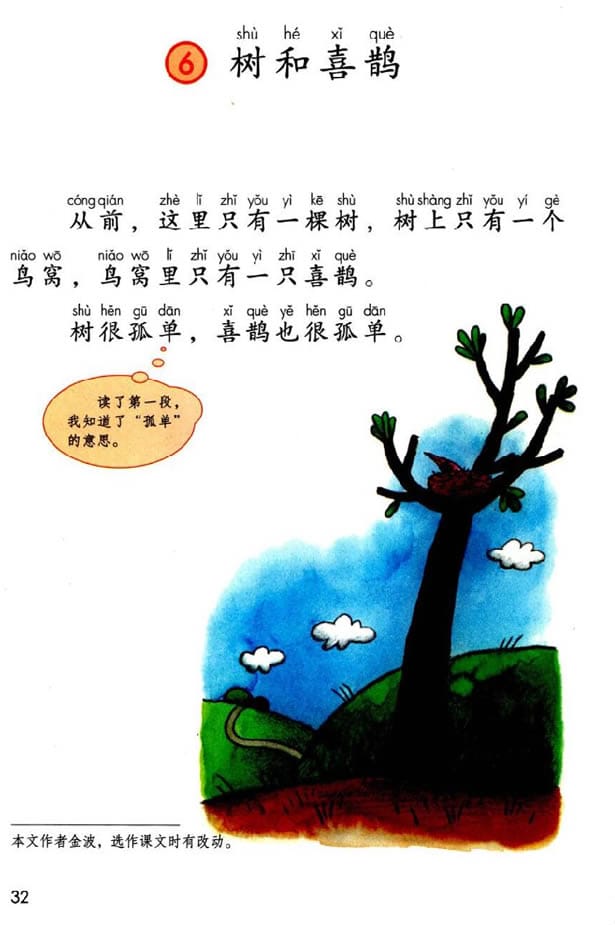 shù hé xǐ què
6 树和喜鹊
cóng qián zhè lǐ zhǐ yǒu yì kē shù shù shàng zhǐ yǒu yí gè
从前，这里只有一棵树，树上只有一个
niǎo wō niǎo wō lǐ zhǐ yǒu yì zhī xǐ què
鸟窝，鸟窝里只有一只喜鹊。
shù hěn gū dān xǐ què yě hěn gū dān
树很孤单，喜鹊也很孤单。
读了第一段，
我知道了“孤单”
的意思。
本文作者金波，选作课文时有改动。
32